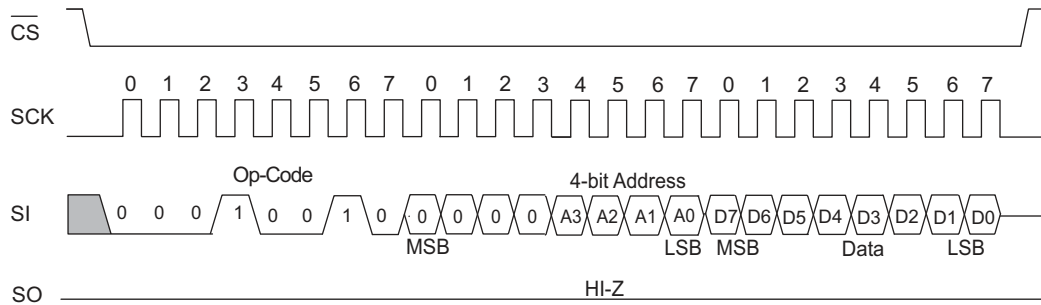 CS
0 1 2 3 4 5 6 7 0 1 2 3 4 5 6 7 0 1 2 3 4 5 6 7
SCK
Op-Code 4-bit Address
SI 0 0 0 1 0 0 1 0 0 0 0 0 A3 A2 A1 A0 D7 D6 D5 D4 D3 D2 D1 D0
MSB LSB MSB Data LSB
HI-Z
SO